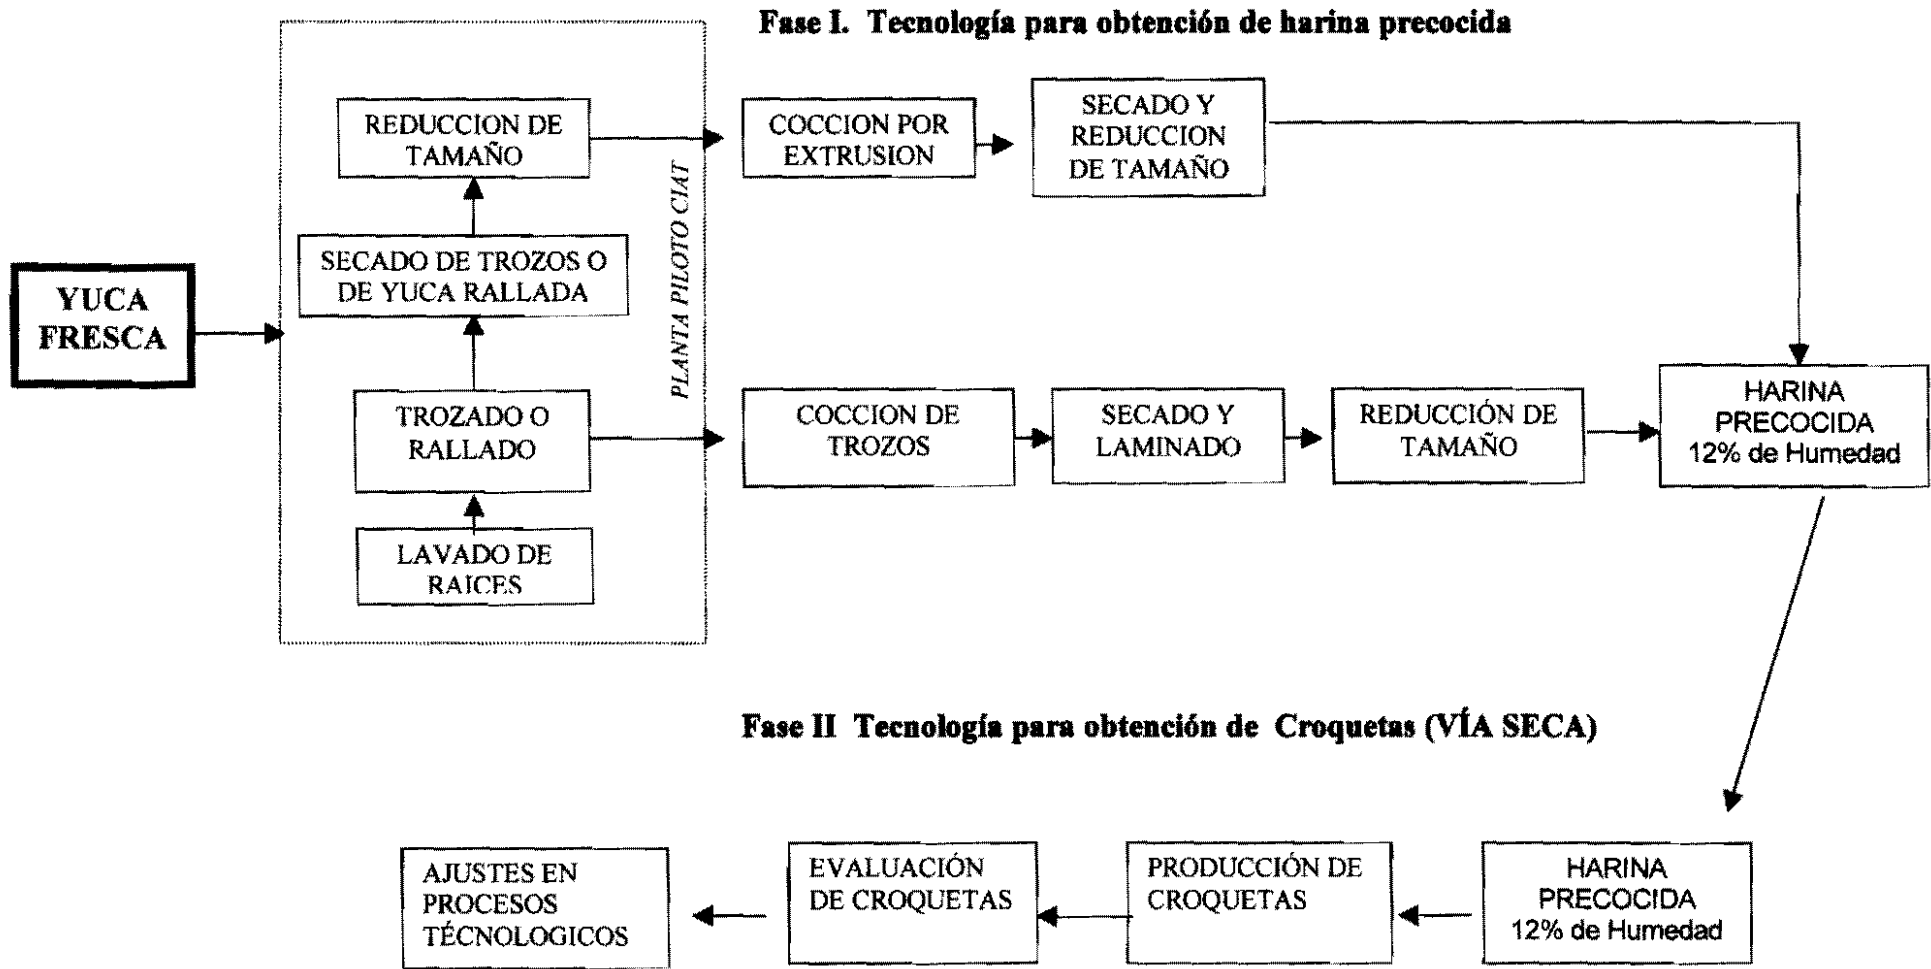 Fase I. Tecnología para obtención de harina precocida
YUCA
FRESCA
REDUCCION DE
TAMAÑO
SECADO DE TROZOS O
DE YUCA RALLADA
TROZADO O
RALLADO
LAVADO DE
RAICES
PLANTA PILOTO CIAT
COCCION POR
EXTRUSION
SECADO Y
REDUCCION
DE TAMAÑO
COCCION DE
TROZOS
SECADO Y
LAMINADO
REDUCCIÓN DE
TAMAÑO
HARINA
PRECOCIDA
12% de Humedad
Fase II Tecnología para obtención de Croquetas (VÍA SECA)
AJUSTES EN
PROCESOS
TÉCNOLOGICOS
EVALUACIÓN
DE CROQUETAS
PRODUCCIÓN DE
CROQUETAS
HARINA
PRECOCIDA
12% de Humedad